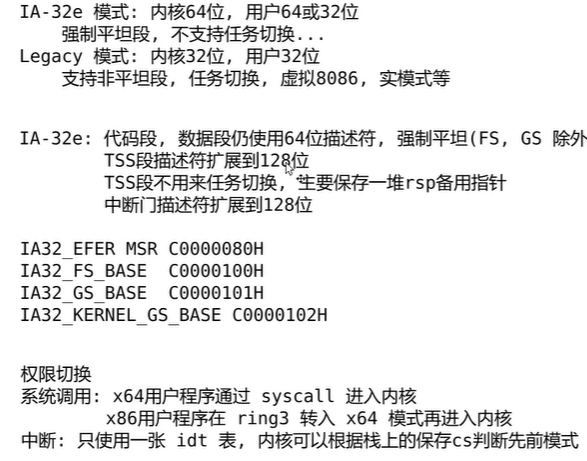 IA-32e 模式: 内核64位, 用户64或32位
强制平坦段, 不支持任务切换...
Legacy 模式: 内核32位, 用户32位
支持非平坦段, 任务切换, 虚拟8086, 实模式等
IA-32e: 代码段, 数据段仍使用64位描述符, 强制平坦(FS, GS 除外
TSS段描述符扩展到128位
TSS段不用来任务切换, 主要保存一堆rsp备用指针
中断门描述符扩展到128位
IA32_EFER MSR C0000080H
IA32_FS_BASE C0000100H
IA32_GS_BASE C0000101H
IA32_KERNEL_GS_BASE C0000102H
权限切换
系统调用: x64用户程序通过 syscall 进入内核
x86用户程序在 ring3 转入 x64 模式再进入内核
中断: 只使用一张 idt 表, 内核可以根据栈上的保存cs判断先前模式